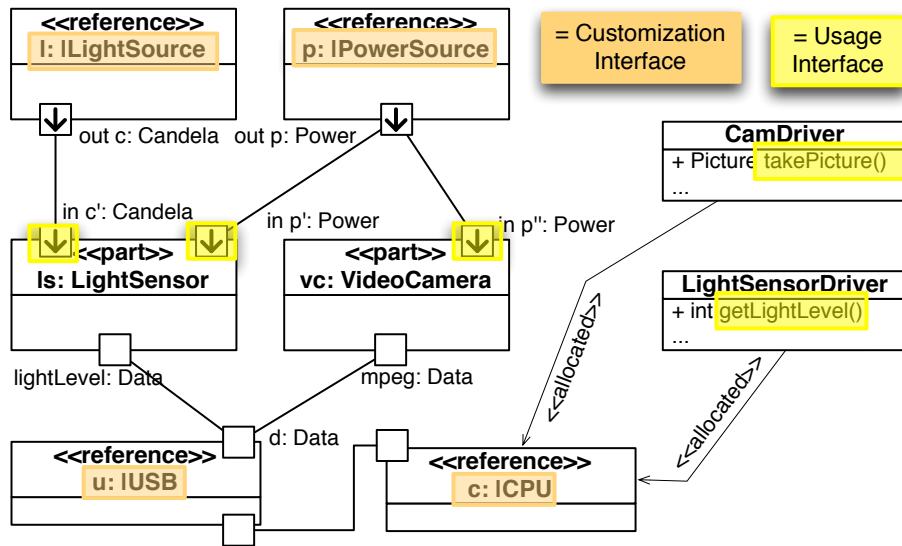 <<reference>>
l: ILightSource
<<reference>>
p: IPowerSource
= Customization
Interface
= Usage
Interface
out c: Candela
out p: Power
CamDriver
+ Picture takePicture()
...
in c': Candela
in p': Power
in p'': Power
<<part>>
ls: LightSensor
<<part>>
vc: VideoCamera
LightSensorDriver
+ int getLightLevel()
...
<<allocated>>
<<allocated>>
lightLevel: Data
mpeg: Data
d: Data
<<reference>>
u: IUSB
<<reference>>
c: ICPU